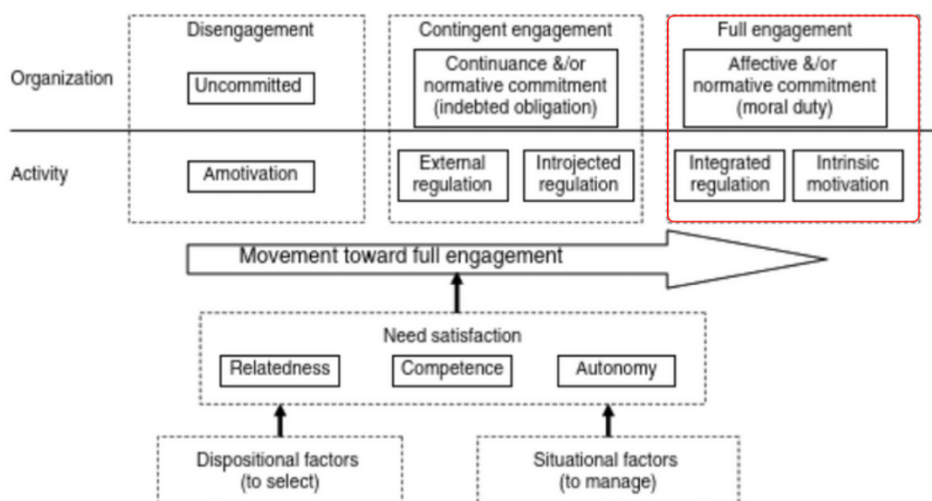 Disengagement
Contingent engagement
Full engagement
Organization
Uncommitted
Continuance &/or
normative commitment
(indebted obligation)
Affective &/or
normative commitment
(moral duty)
Activity
Amotivation
External
regulation
Introjected
regulation
Integrated
regulation
Intrinsic
motivation
Movement toward full engagement
Need satisfaction
Relatedness
Competence
Autonomy
Dispositional factors
(to select)
Situational factors
(to manage)